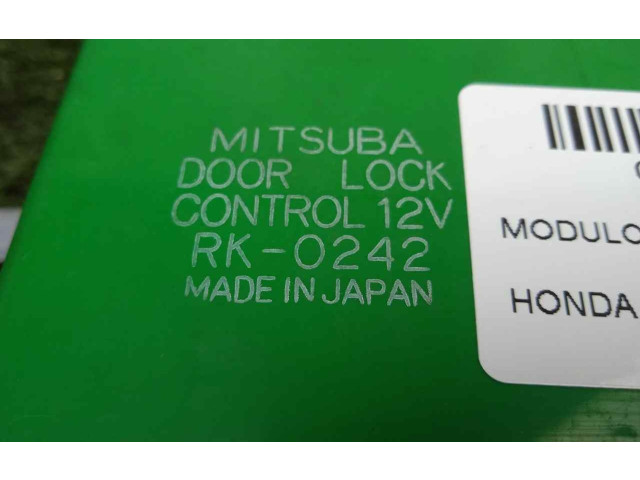 MITSUBA
DOOR LOCK
CONTROL 12V
RK-0242
MADE IN JAPAN
MODULO
HONDA